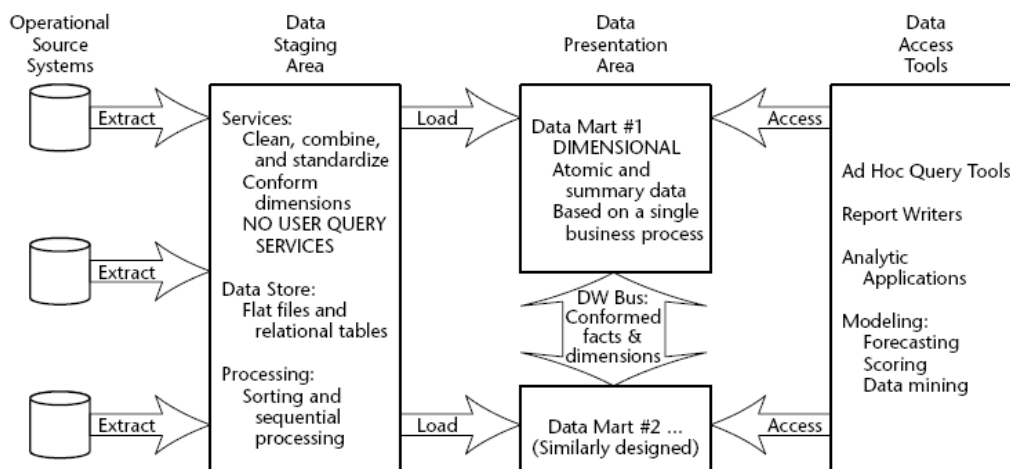 Operational
Source
Systems
Data
Staging
Area
Data
Presentation
Area
Data
Access
Tools
Extract
Extract
Extract
Services:
Clean, combine,
and standardize
Conform
dimensions
NO USER QUERY
SERVICES
Data Store:
Flat files and
relational tables
Processing:
Sorting and
sequential
processing
Load
Load
Data Mart #1
DIMENSIONAL
Atomic and
summary data
Based on a single
business process
DW Bus:
Conformed
facts &
dimensions
Data Mart #2 ...
(Similarly designed)
Access
Access
Ad Hoc Query Tools
Report Writers
Analytic
Applications
Modeling:
Forecasting
Scoring
Data mining